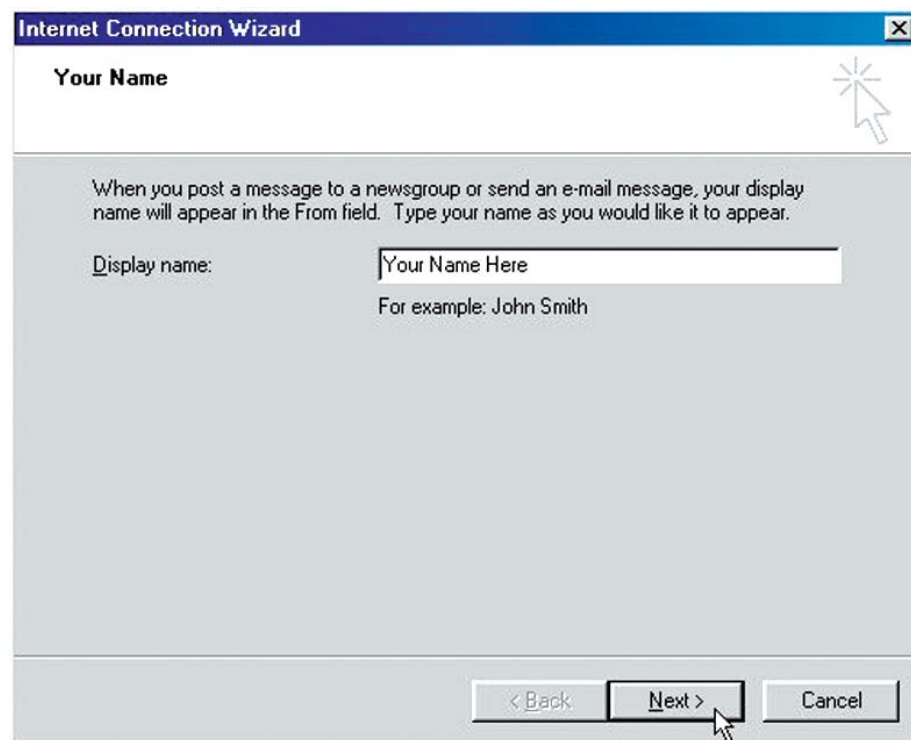 Internet Connection Wizard
Your Name
When you post a message to a newsgroup or send an e-mail message, your display
name will appear in the From field. Type your name as you would like it to appear.
Display name:
Your Name Here
For example: John Smith
< Back
Next >
Cancel